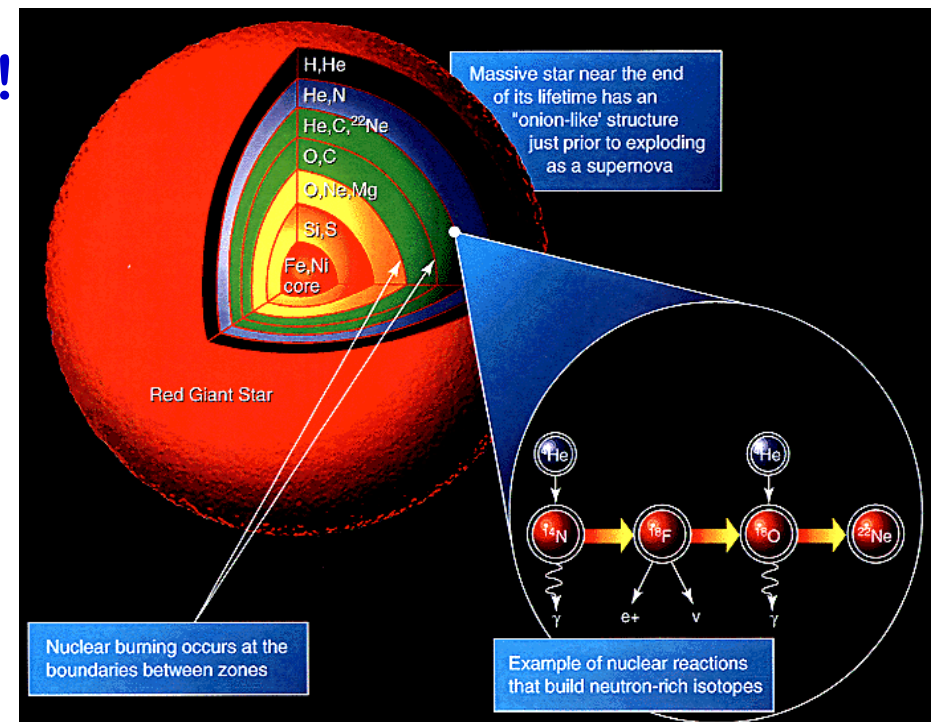 !
H,He
He,N
He,C,²²Ne
O,C
O,Ne,Mg
Si,S
Fe,Ni
core
Massive star near the end
of its lifetime has an
"onion-like' structure
just prior to exploding
as a supernova
Red Giant Star
⁴He
⁴He
¹⁴N
¹⁸F
¹⁸O
²²Ne
γ
e+
v
γ
Nuclear burning occurs at the
boundaries between zones
Example of nuclear reactions
that build neutron-rich isotopes